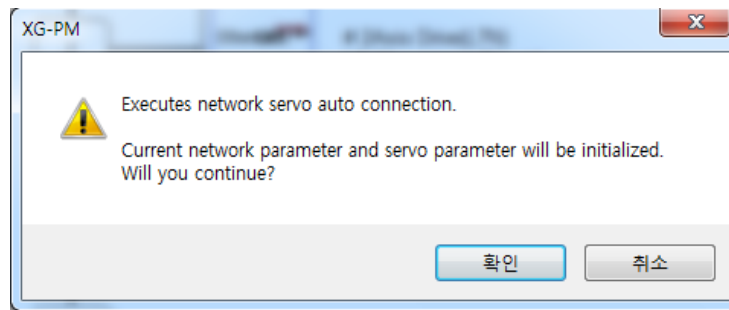 XG-PM
Executes network servo auto connection.
Current network parameter and servo parameter will be initialized.
Will you continue?
확인
취소